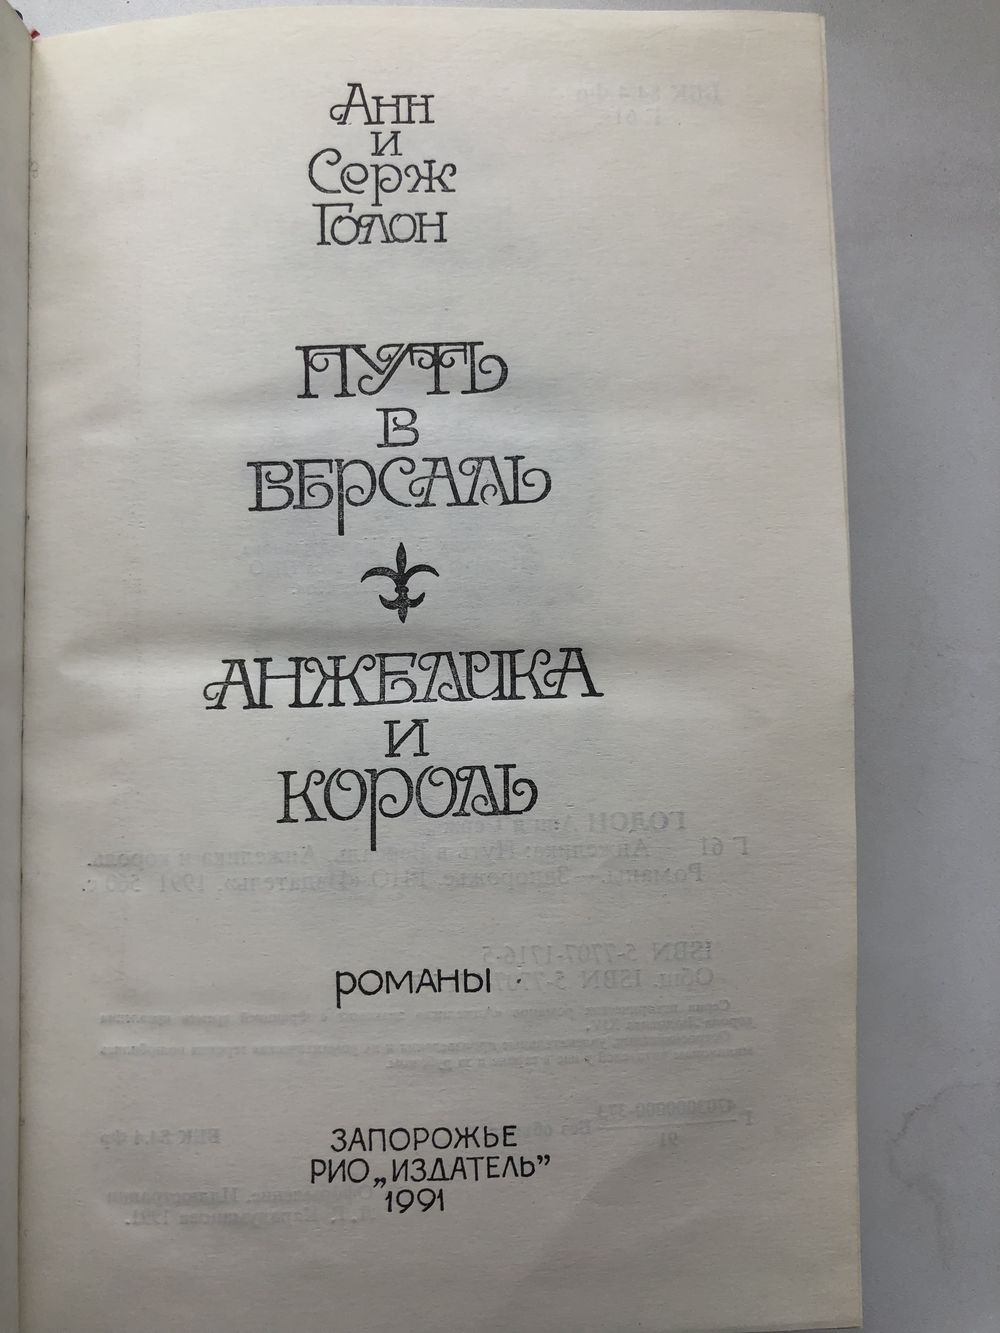 Анн
и
Серж
Голон
ПУТЬ
В
ВЕРСАЛЬ
АНЖЕЛИКА
И
КОРОЛЬ
РОМАНЫ
ЗАПОРОЖЬЕ
РИО „ИЗДАТЕЛЬ”
1991